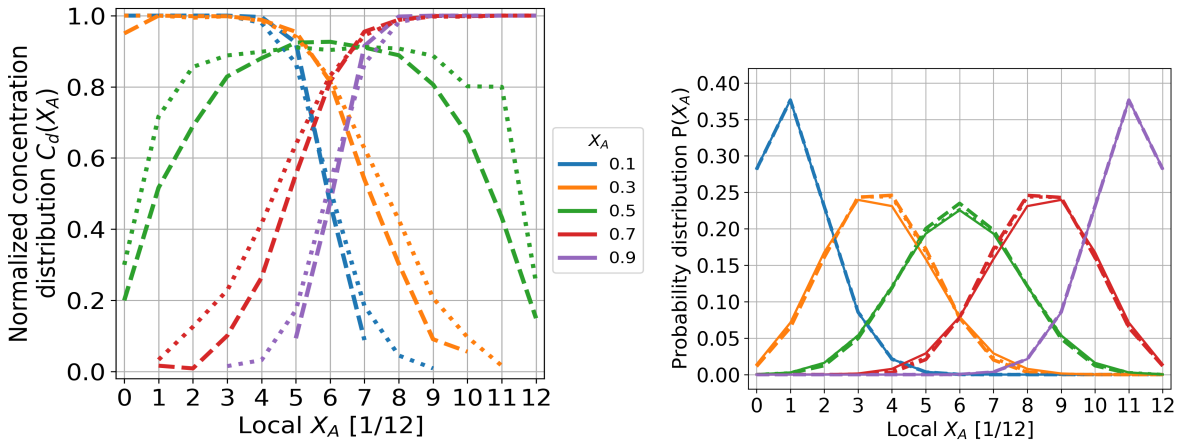 1.0
0.8
0.6
0.4
0.2
0.0
Normalized concentration
distribution C_d(X_A)
0 1 2 3 4 5 6 7 8 9 10 11 12
Local X_A [1/12]
X_A
0.1
0.3
0.5
0.7
0.9
0.40
0.35
0.30
0.25
0.20
0.15
0.10
0.05
0.00
Probability distribution P(X_A)
0 1 2 3 4 5 6 7 8 9 10 11 12
Local X_A [1/12]